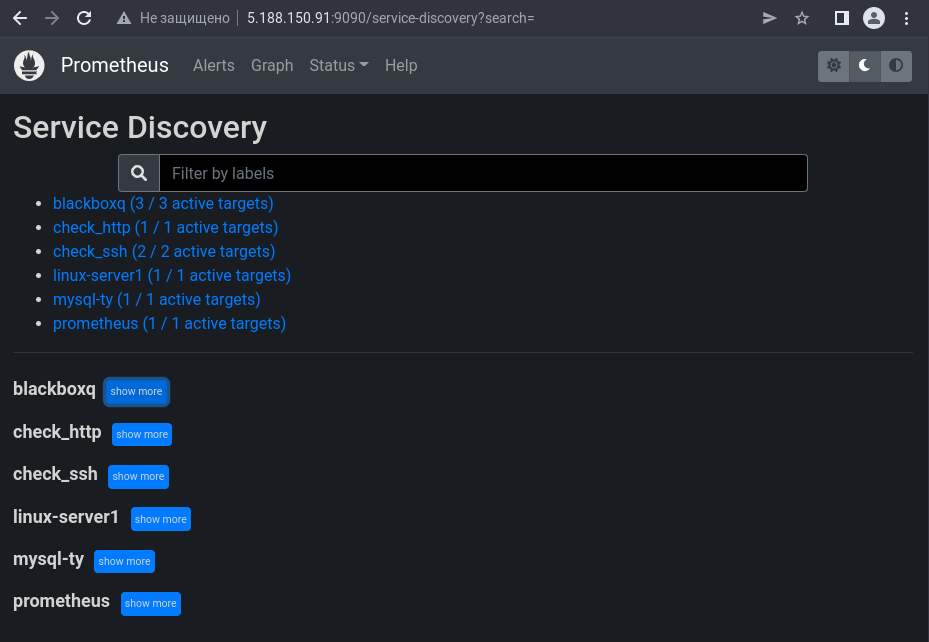 Не защищено 5.188.150.91:9090/service-discovery?search=
Prometheus Alerts Graph Status Help
Service Discovery
Filter by labels
blackboxq (3 / 3 active targets)
check_http (1 / 1 active targets)
check_ssh (2 / 2 active targets)
linux-server1 (1 / 1 active targets)
mysql-ty (1 / 1 active targets)
prometheus (1 / 1 active targets)
blackboxq show more
check_http show more
check_ssh show more
linux-server1 show more
mysql-ty show more
prometheus show more